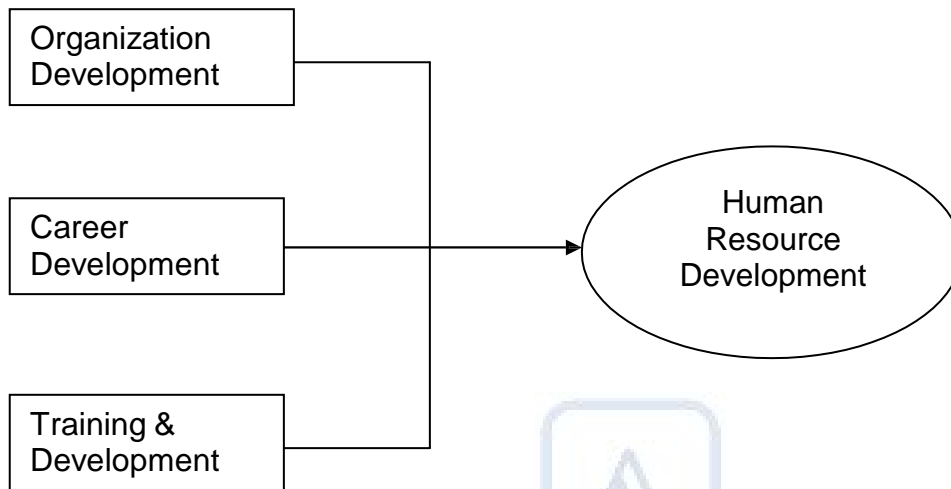 Organization
Development
Career
Development
Training &
Development
Human
Resource
Development